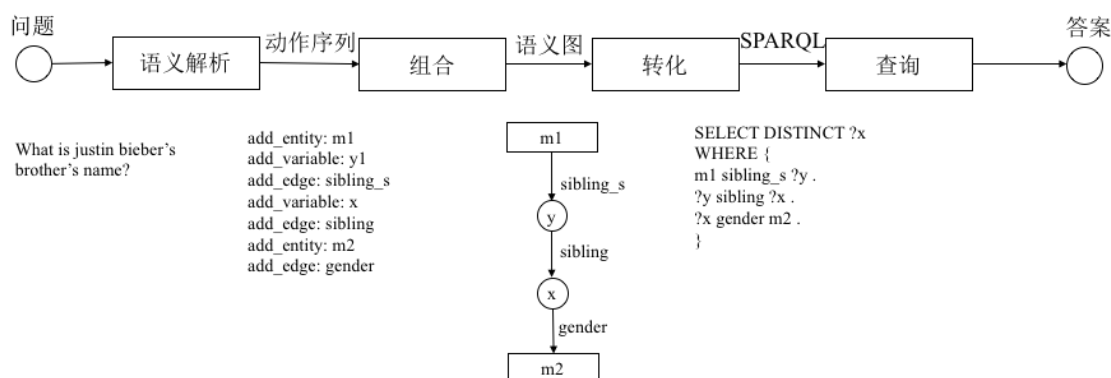 问题
答案
语义解析
动作序列
组合
语义图
转化
SPARQL
查询
What is justin bieber's
brother's name?
add_entity: m1
add_variable: y1
add_edge: sibling_s
add_variable: x
add_edge: sibling
add_entity: m2
add_edge: gender
m1
sibling_s
y
sibling
x
gender
m2
SELECT DISTINCT ?x
WHERE {
m1 sibling_s ?y .
?y sibling ?x .
?x gender m2 .
}